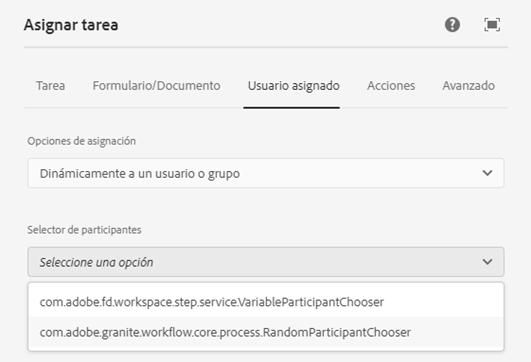 Asignar tarea
Tarea Formulario/Documento Usuario asignado Acciones Avanzado
Opciones de asignación
Dinámicamente a un usuario o grupo
Selector de participantes
Seleccione una opción
com.adobe.fd.workspace.step.service.VariableParticipantChooser
com.adobe.granite.workflow.core.process.RandomParticipantChooser